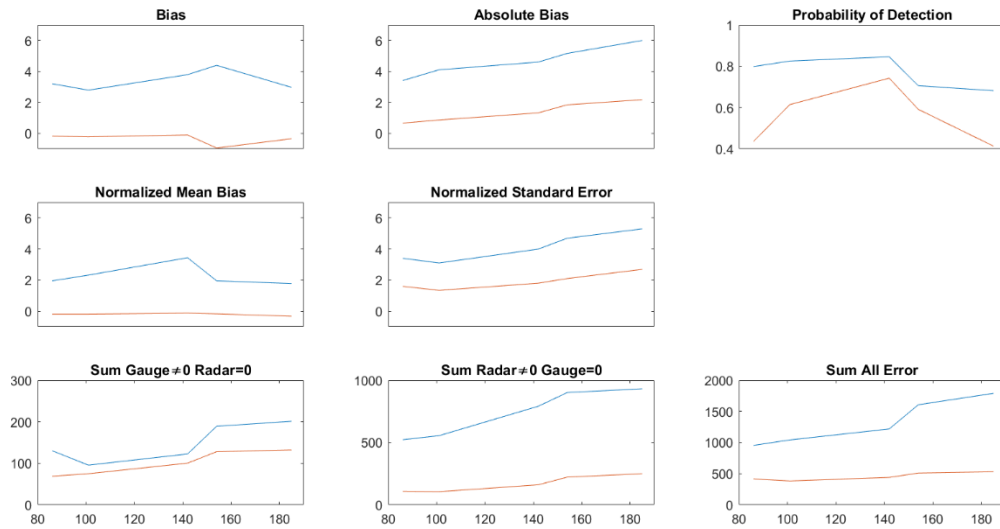 Bias
Absolute Bias
Probability of Detection
6
4
2
0
6
4
2
0
1
0.8
0.6
0.4
Normalized Mean Bias
Normalized Standard Error
6
4
2
0
6
4
2
0
Sum Gauge≠0 Radar=0
Sum Radar≠0 Gauge=0
Sum All Error
300
200
100
0
1000
500
0
2000
1500
1000
500
0
80 100 120 140 160 180
80 100 120 140 160 180
80 100 120 140 160 180